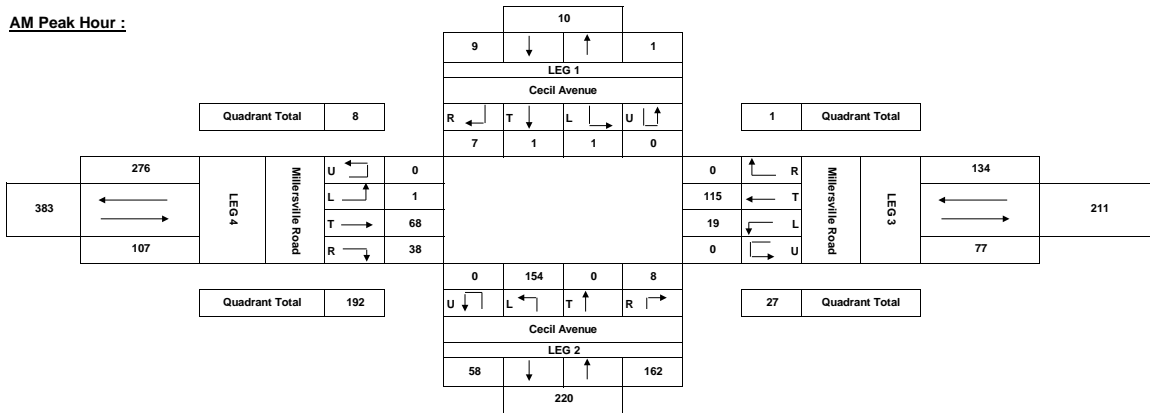 AM Peak Hour :
10
9 1
LEG 1
Cecil Avenue
Quadrant Total 8
R T L U
1 Quadrant Total
7 1 1 0
276
U 0
0 R
134
383
LEG 4
Millersville Road
L 1
115 T
Millersville Road
LEG 3
211
T 68
19 L
107
R 38
0 U
77
0 154 0 8
Quadrant Total 192
U L T R
27 Quadrant Total
Cecil Avenue
LEG 2
58 162
220